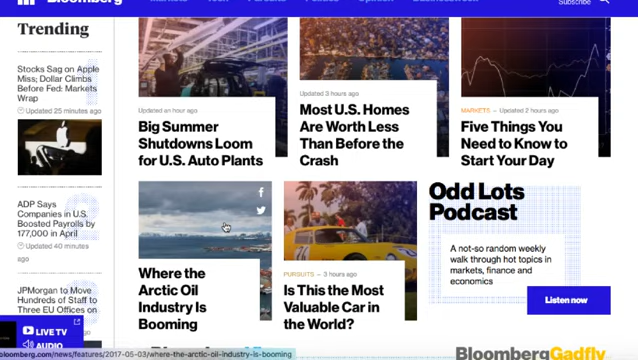 Bloomberg
Markets Tech Pursuits Politics Opinion Businessweek
Subscribe
Trending
Stocks Sag on Apple
Miss; Dollar Climbs
Before Fed: Markets
Wrap
Updated 25 minutes ago
ADP Says
Companies in U.S.
Boosted Payrolls by
177,000 in April
Updated 40 minutes
ago
JPMorgan to Move
Hundreds of Staff to
Three EU Offices on
LIVE TV
AUDIO
Updated an hour ago
Big Summer
Shutdowns Loom
for U.S. Auto Plants
Updated 3 hours ago
Most U.S. Homes
Are Worth Less
Than Before the
Crash
MARKETS - Updated 2 hours ago
Five Things You
Need to Know to
Start Your Day
Where the
Arctic Oil
Industry Is
Booming
PURSUITS - 3 hours ago
Is This the Most
Valuable Car in
the World?
Odd Lots
Podcast
A not-so random weekly
walk through hot topics in
markets, finance and
economics
Listen now
BloombergGadfly
bloomberg.com/news/features/2017-05-03/where-the-arctic-oil-industry-is-booming